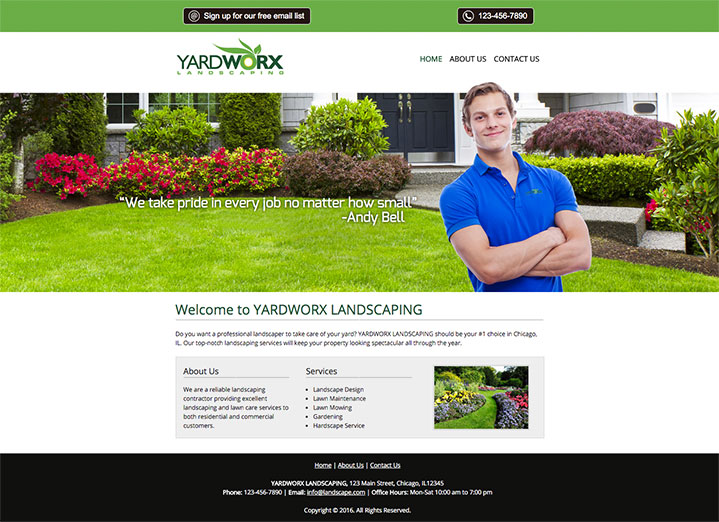 Sign up for our free email list
123-456-7890
YARDWORX
LANDSCAPING
HOME ABOUT US CONTACT US
“We take pride in every job no matter how small”
-Andy Bell
Welcome to YARDWORX LANDSCAPING
Do you want a professional landscaper to take care of your yard? YARDWORX LANDSCAPING should be your #1 choice in Chicago,
IL. Our top-notch landscaping services will keep your property looking spectacular all through the year.
About Us
We are a reliable landscaping
contractor providing excellent
landscaping and lawn care services to
both residential and commercial
customers.
Services
• Landscape Design
• Lawn Maintenance
• Lawn Mowing
• Gardening
• Hardscape Service
Home | About Us | Contact Us
YARDWORX LANDSCAPING, 123 Main Street, Chicago, IL12345
Phone: 123-456-7890 | Email: info@landscape.com | Office Hours: Mon-Sat 10:00 am to 7:00 pm
Copyright © 2016. All Rights Reserved.